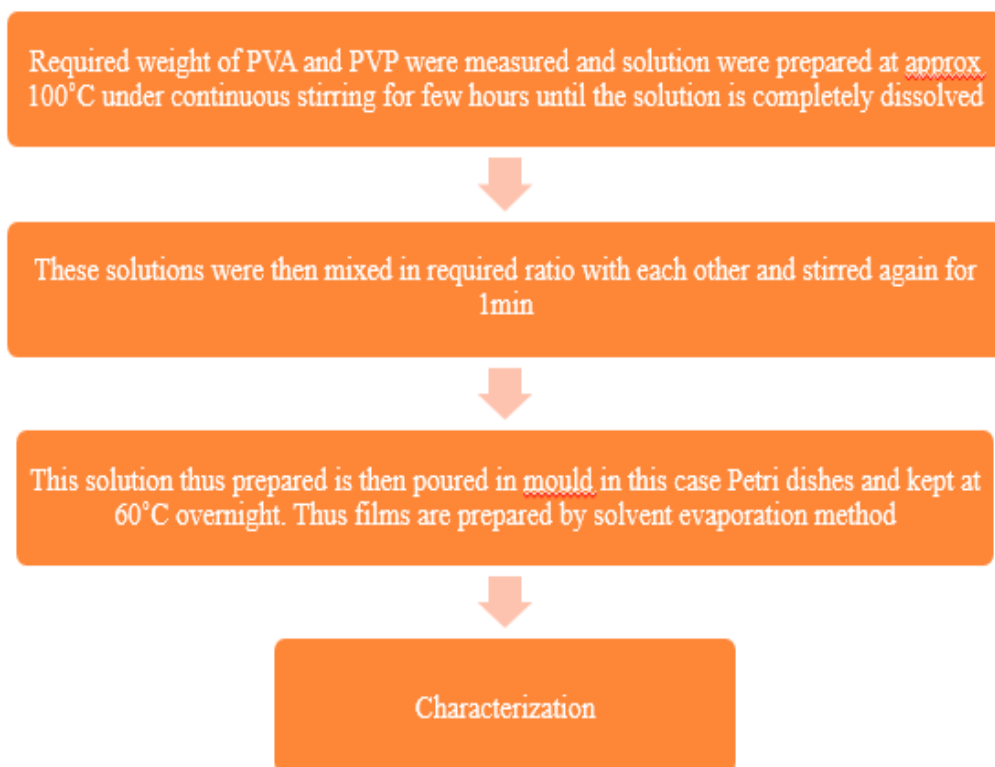 Required weight of PVA and PVP were measured and solution were prepared at approx
100˚C under continuous stirring for few hours until the solution is completely dissolved
These solutions were then mixed in required ratio with each other and stirred again for
1min
This solution thus prepared is then poured in mould in this case Petri dishes and kept at
60˚C overnight. Thus films are prepared by solvent evaporation method
Characterization